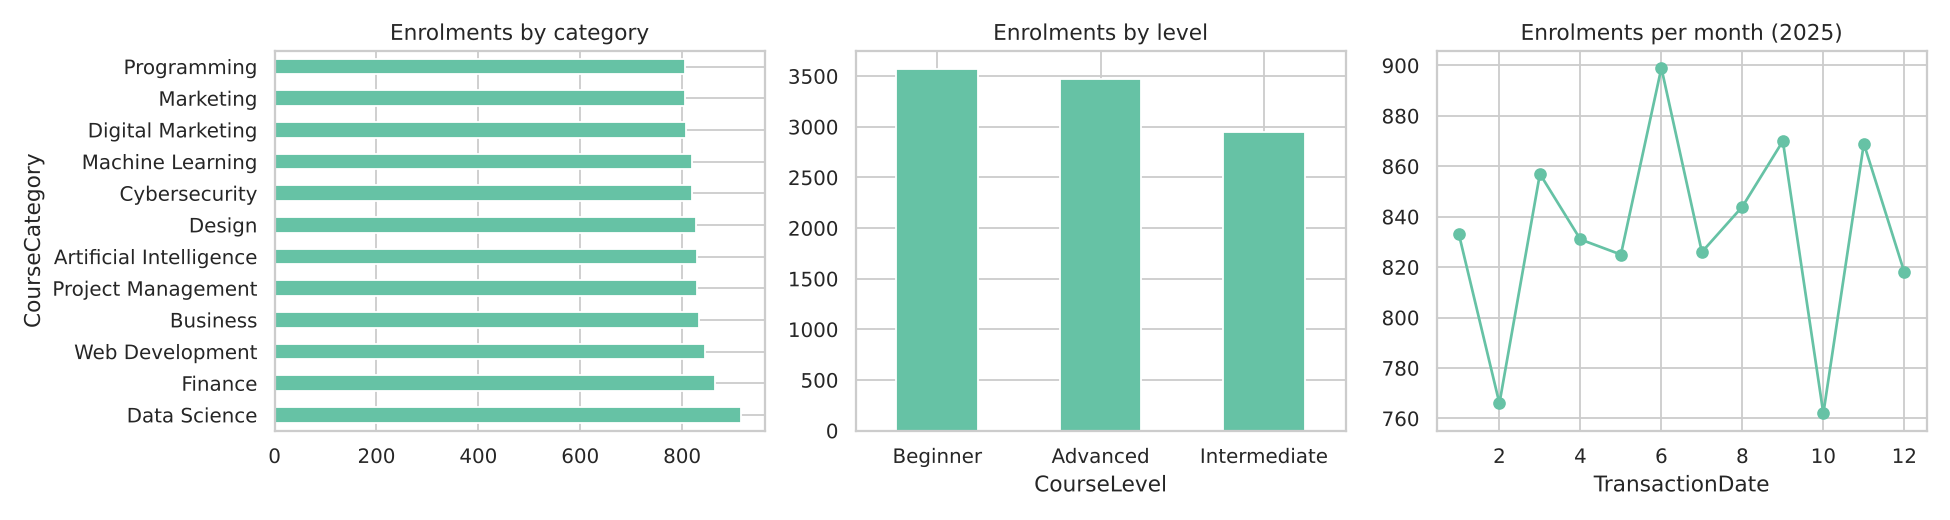 Enrolments by category
CourseCategory
Programming
Marketing
Digital Marketing
Machine Learning
Cybersecurity
Design
Artificial Intelligence
Project Management
Business
Web Development
Finance
Data Science
0 200 400 600 800
Enrolments by level
3500
3000
2500
2000
1500
1000
500
0
Beginner Advanced Intermediate
CourseLevel
Enrolments per month (2025)
900
880
860
840
820
800
780
760
2 4 6 8 10 12
TransactionDate